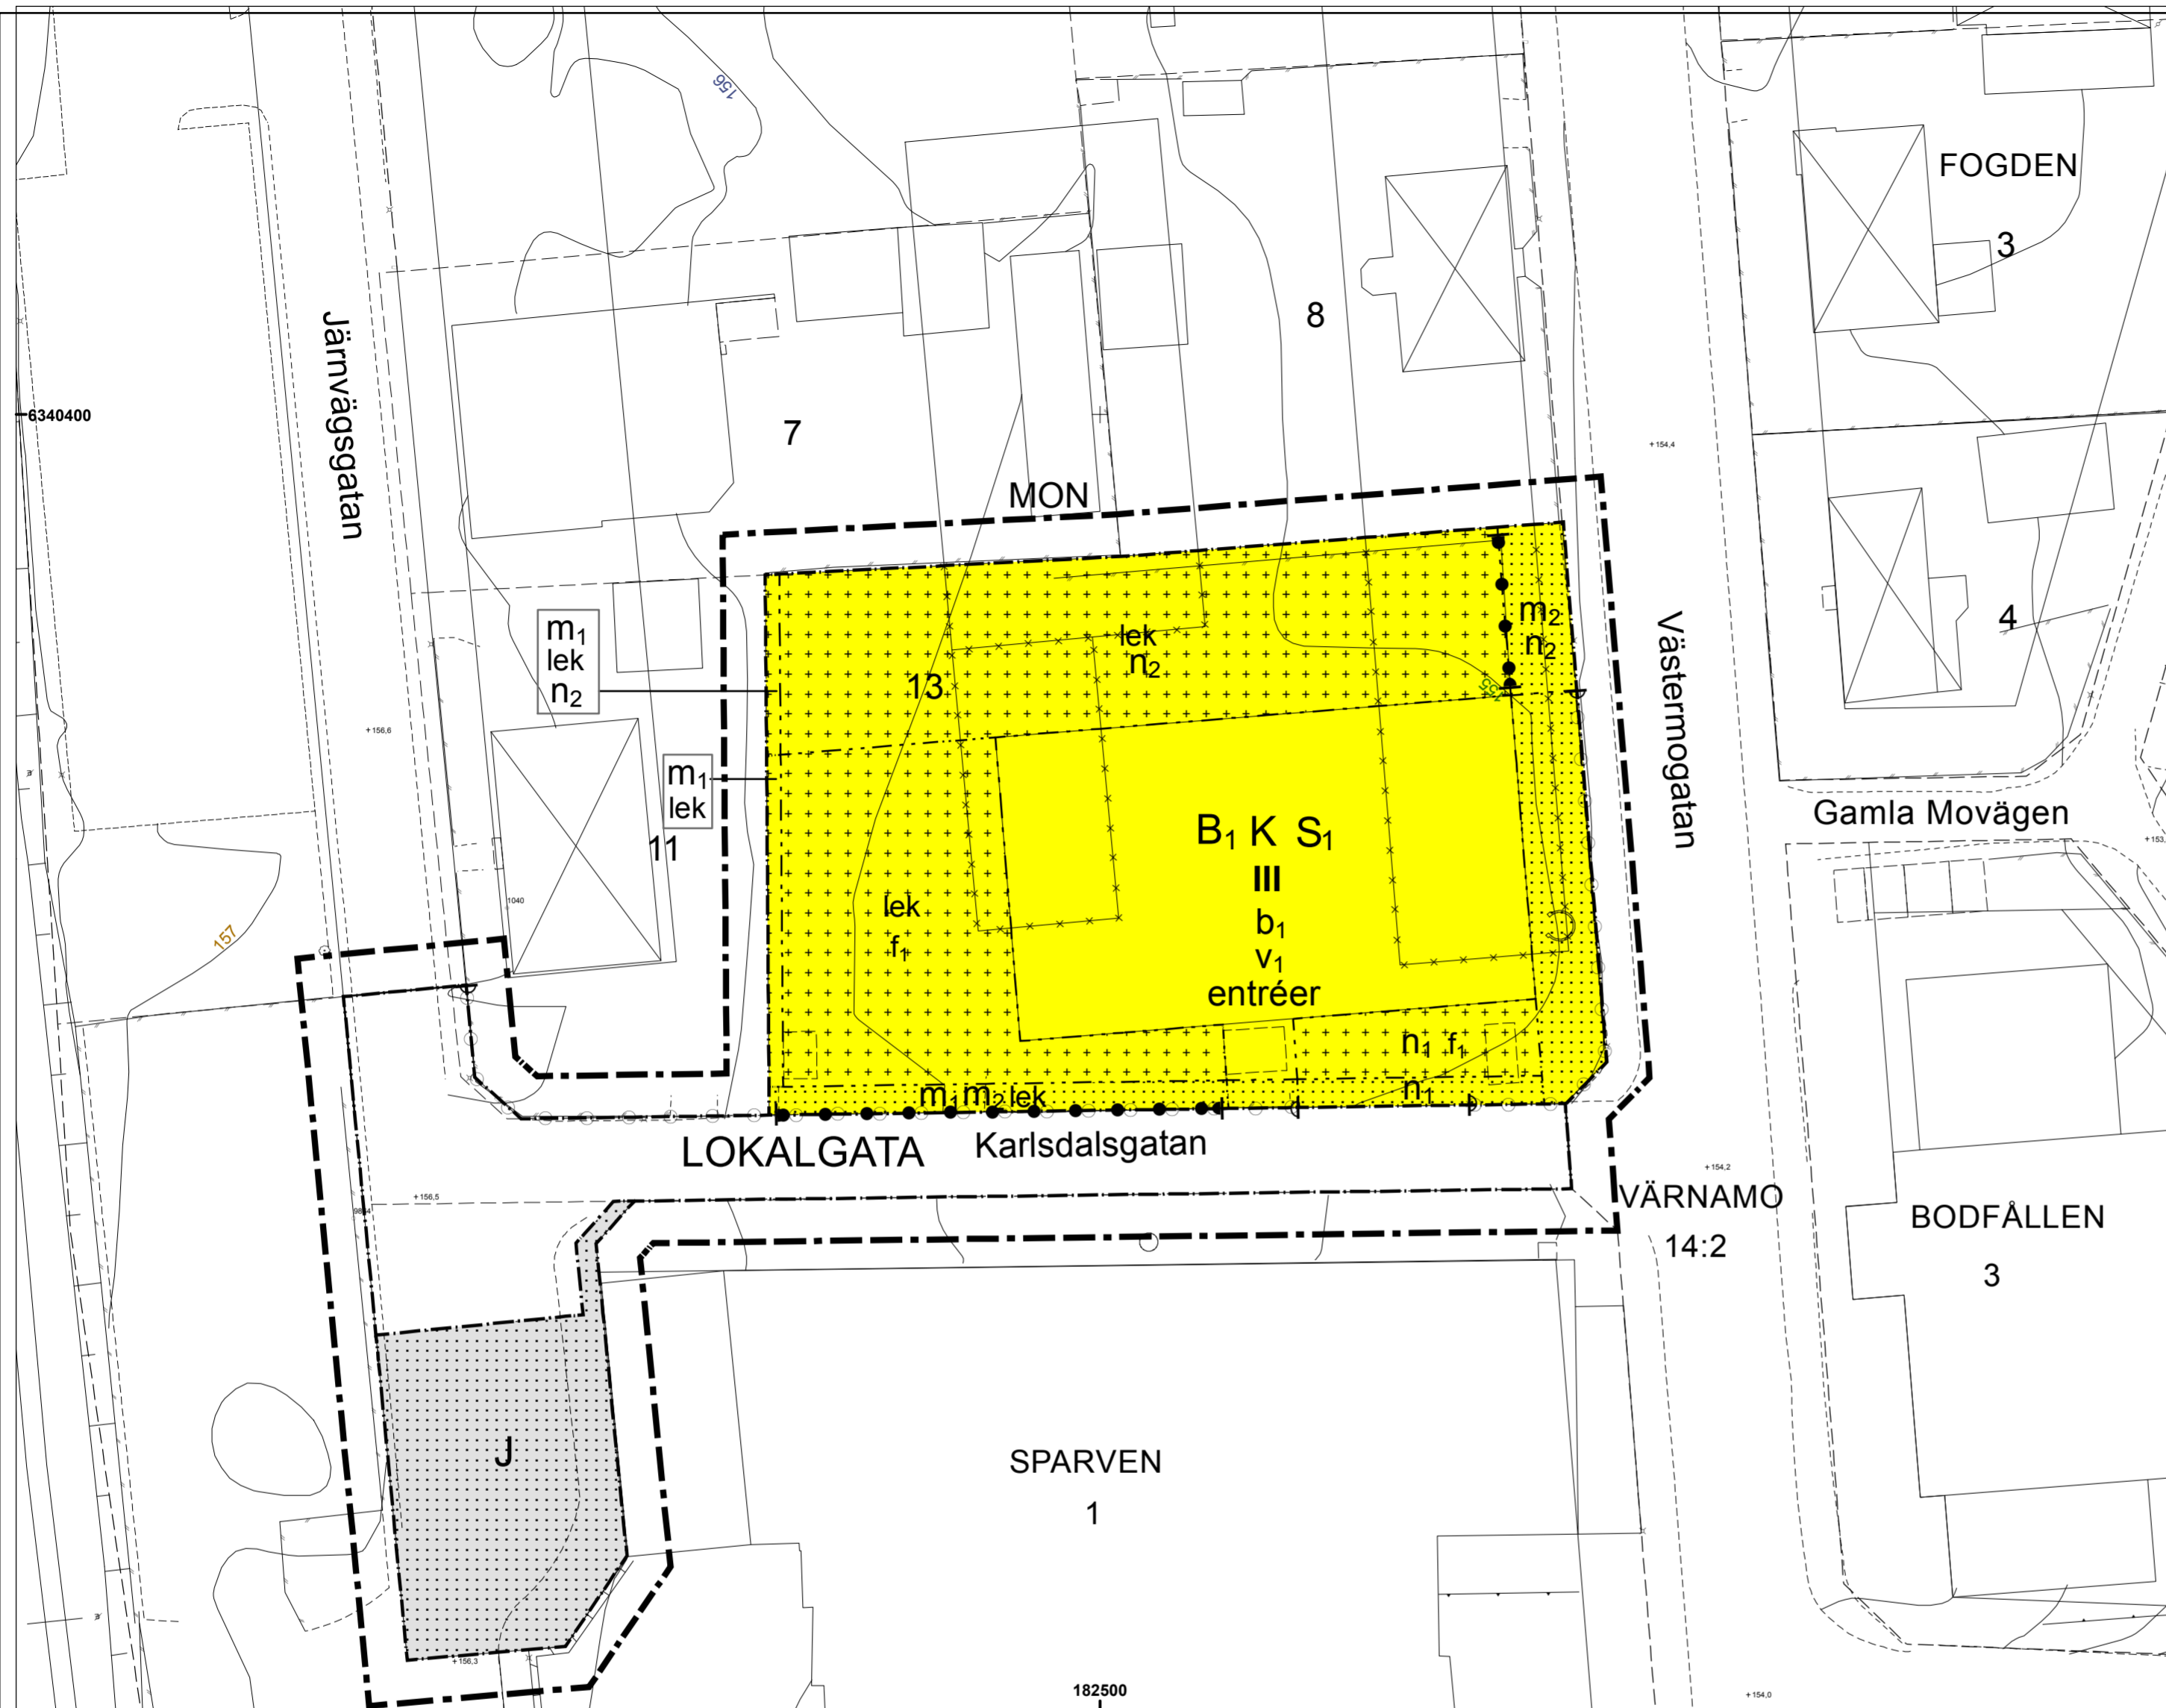 156
FOGDEN
3
8
Järnvägsgatan
6340400
7
+154,4
MON
m1
lek
n2
lek
n2
m2
n2
4
13
155
Västermogatan
+156,6
m1
lek
11
B1 K S1
III
b1
v1
entréer
Gamla Movägen
+153,
1040
lek
f1
157
n1 f1
m1 m2 lek
n1
LOKALGATA
Karlsdalsgatan
+154,2
+156,5
VÄRNAMO
14:2
BODFÅLLEN
3
J
SPARVEN
1
+156,3
182500
+154,0